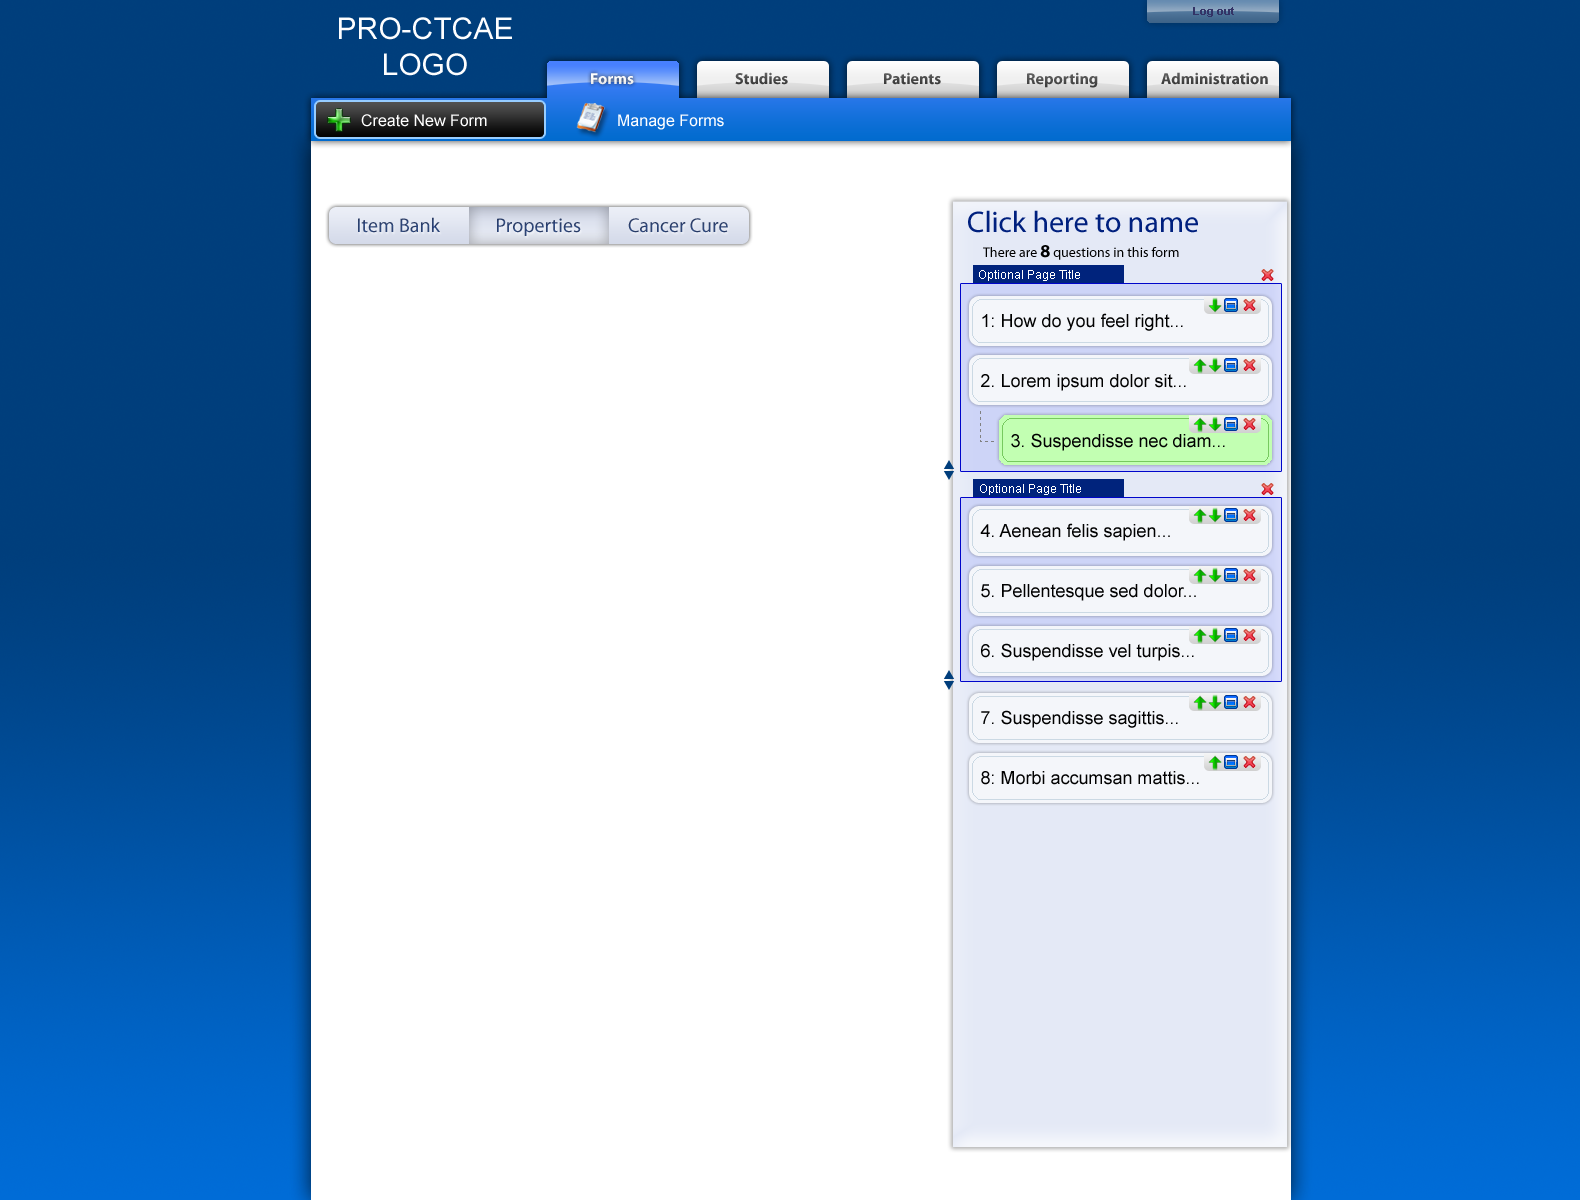 PRO-CTCAE
LOGO
Log out
Forms
Studies
Patients
Reporting
Administration
Create New Form
Manage Forms
Item Bank
Properties
Cancer Cure
Click here to name
There are 8 questions in this form
Optional Page Title
1: How do you feel right...
2. Lorem ipsum dolor sit...
3. Suspendisse nec diam...
Optional Page Title
4. Aenean felis sapien...
5. Pellentesque sed dolor...
6. Suspendisse vel turpis...
7. Suspendisse sagittis...
8: Morbi accumsan mattis...